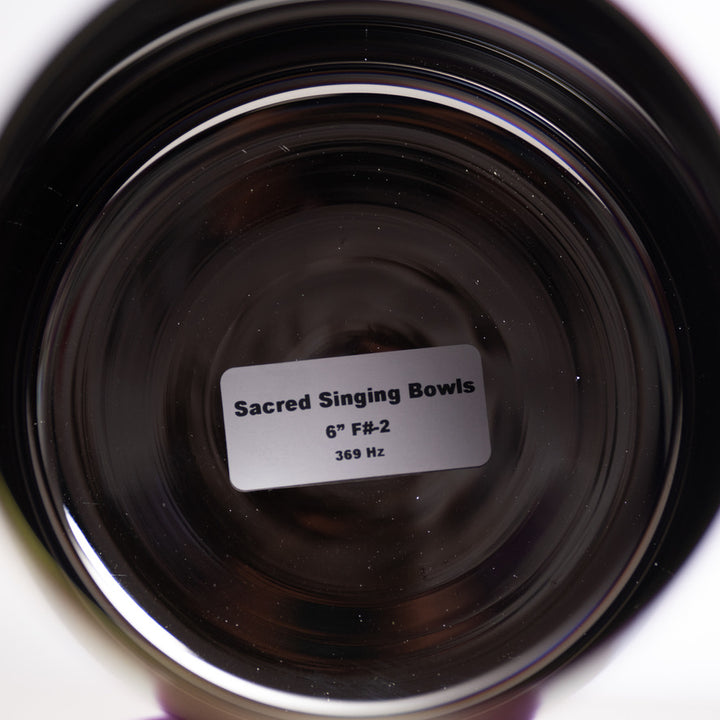 Sacred Singing Bowls
6” F#-2
369 Hz